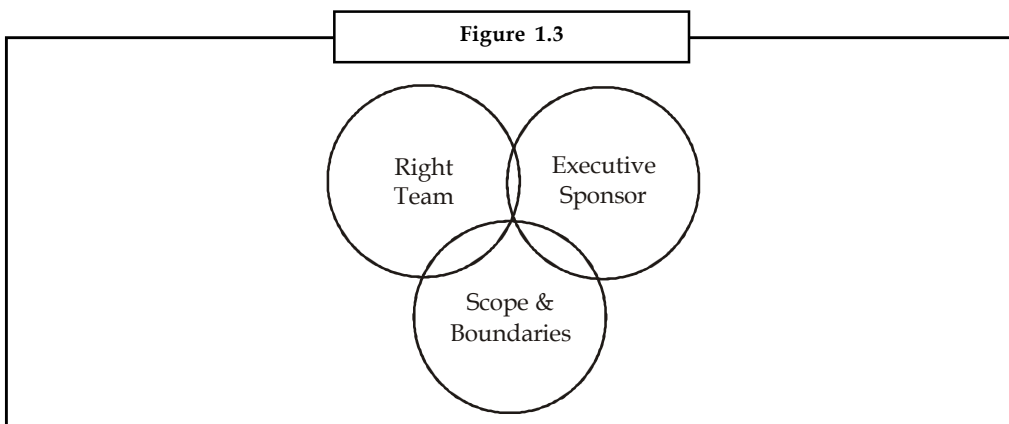 Figure 1.3
Right
Team
Executive
Sponsor
Scope &
Boundaries